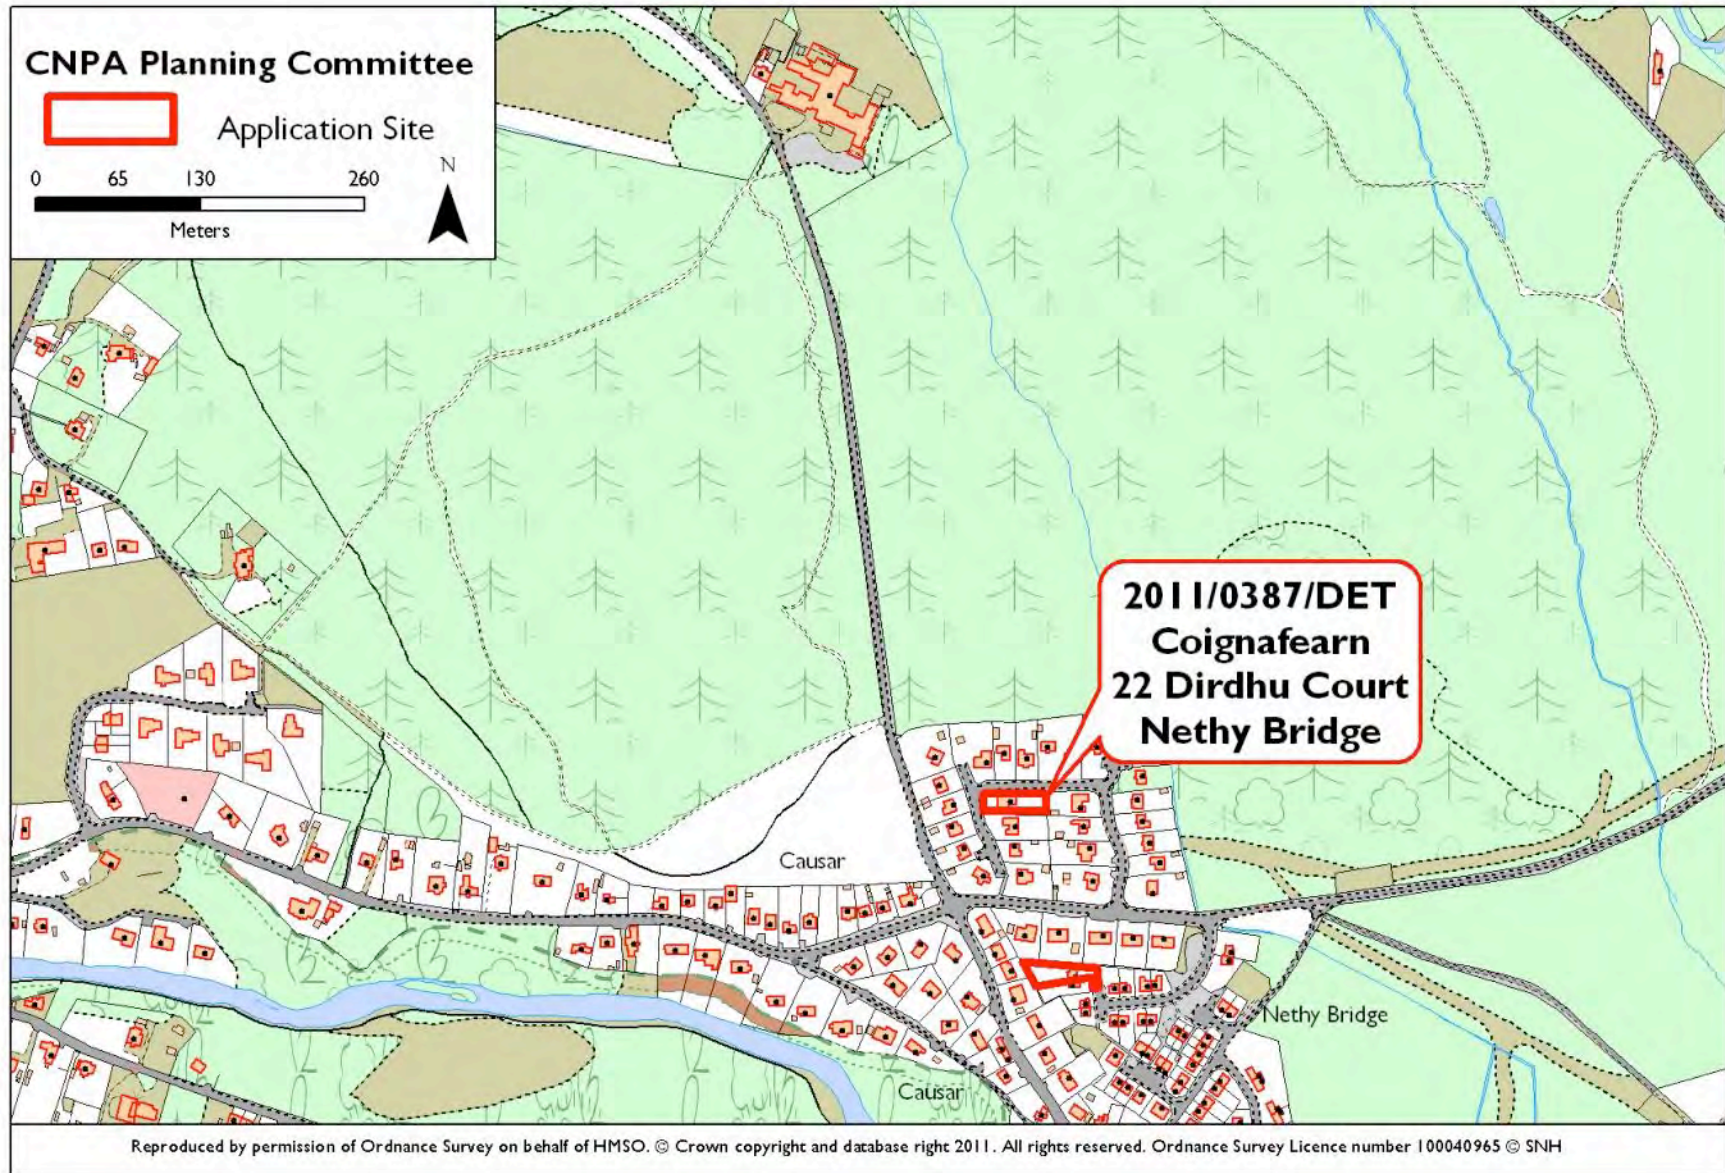 CNPA Planning Committee
Application Site
N
0 65 130 260
Meters
2011/0387/DET
Coignafearn
22 Dirdhu Court
Nethy Bridge
Causar
Nethy Bridge
Causar
Reproduced by permission of Ordnance Survey on behalf of HMSO. © Crown copyright and database right 2011. All rights reserved. Ordnance Survey Licence number 100040965 © SNH